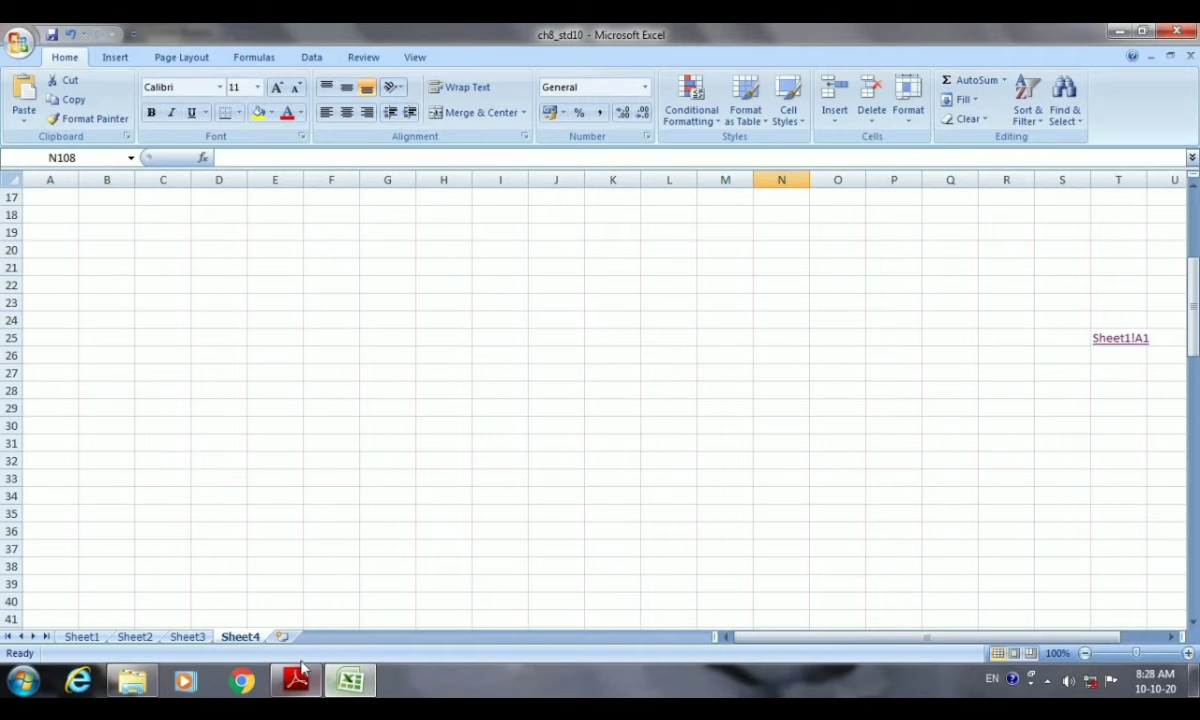 ch8_std10 - Microsoft Excel
Home Insert Page Layout Formulas Data Review View
Paste
Cut
Copy
Format Painter
Clipboard
Calibri 11
B I U
Font
Wrap Text
Merge & Center
Alignment
General
Number
Conditional Formatting
Format as Table
Cell Styles
Styles
Insert
Delete
Format
Cells
AutoSum
Fill
Clear
Sort & Filter
Find & Select
Editing
N108 fx
A B C D E F G H I J K L M N O P Q R S T U
17
18
19
20
21
22
23
24
25 Sheet1!A1
26
27
28
29
30
31
32
33
34
35
36
37
38
39
40
41
Sheet1 Sheet2 Sheet3 Sheet4
Ready 100%
EN 8:28 AM
10-10-20